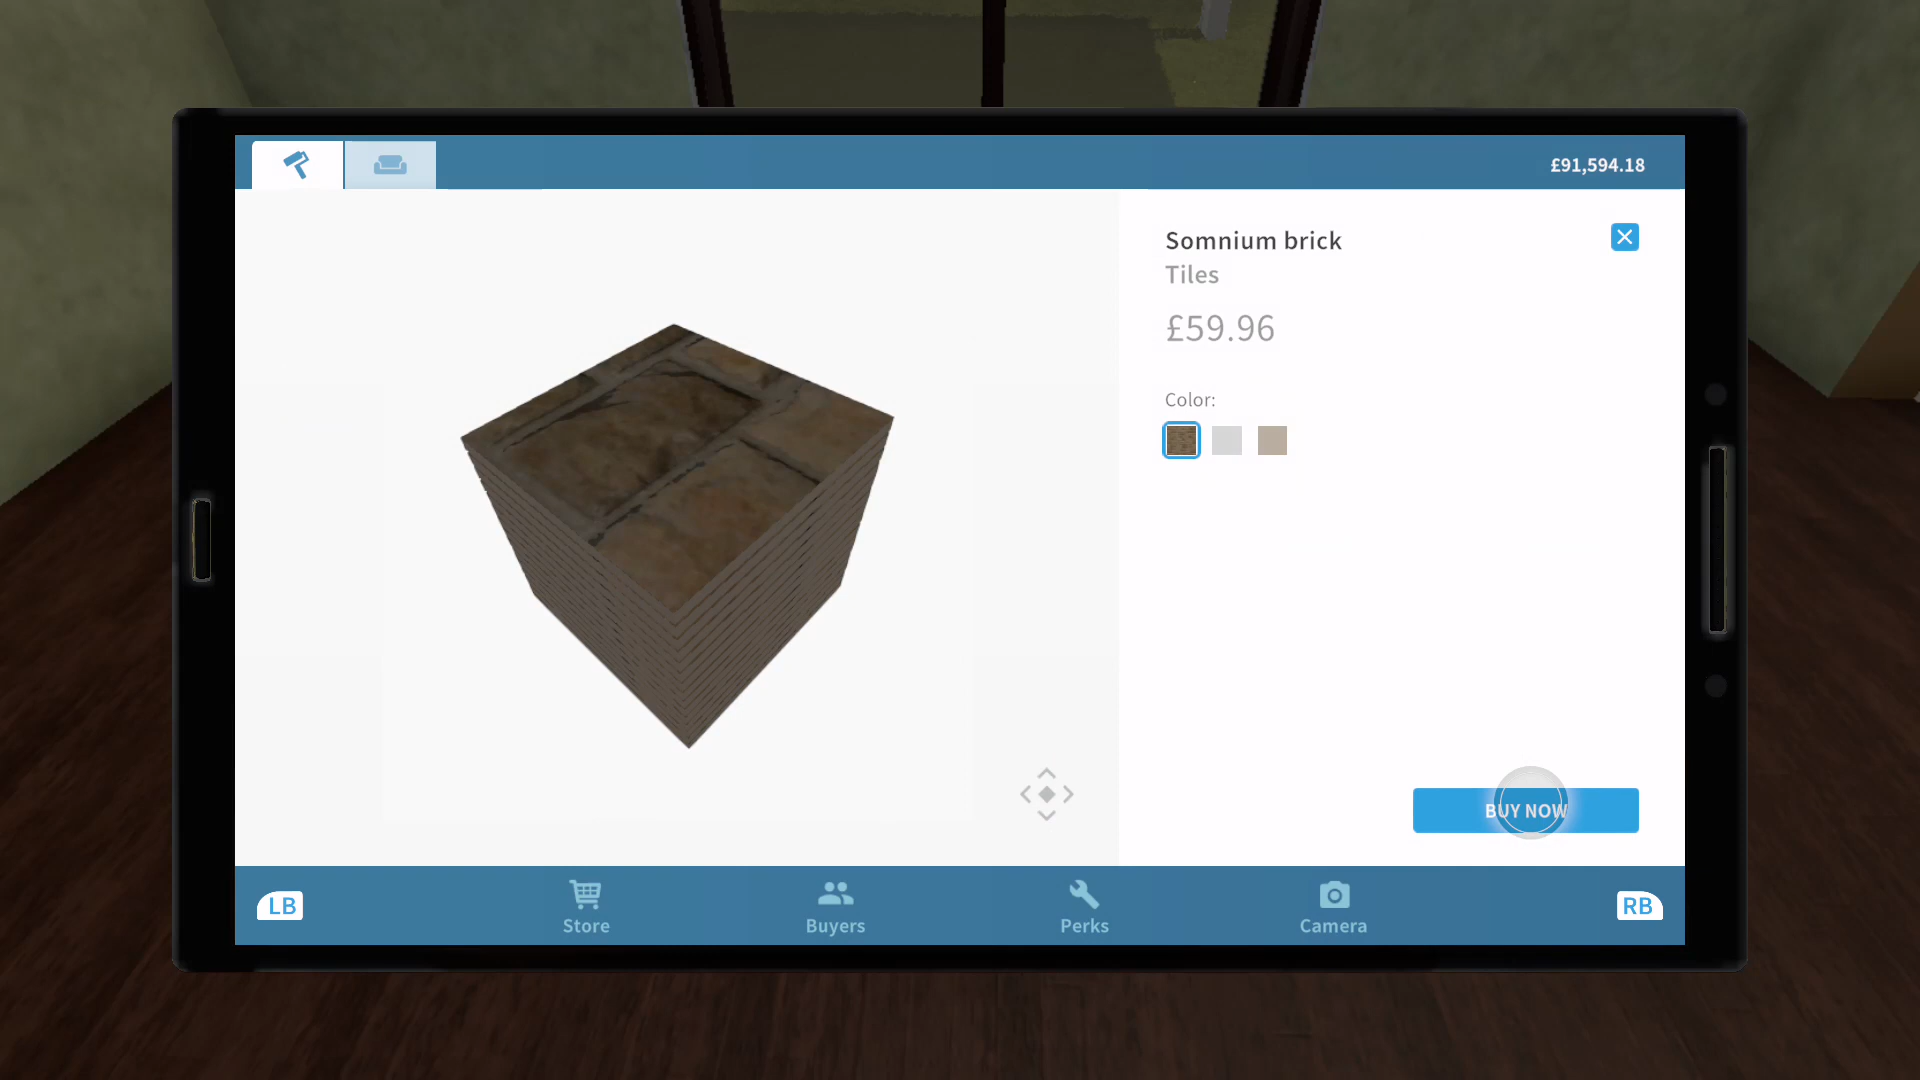 £91,594.18
Somnium brick
Tiles
£59.96
Color:
BUY NOW
LB
Store
Buyers
Perks
Camera
RB